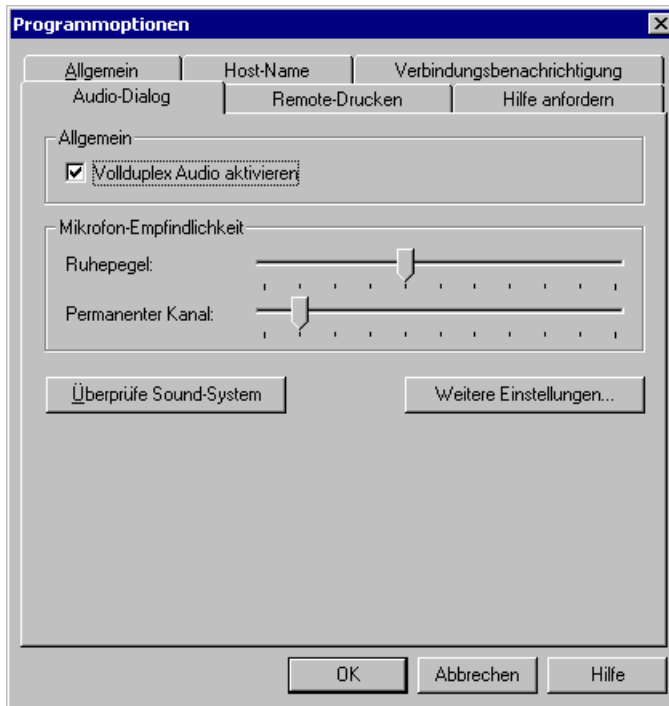 Programmoptionen
Allgemein
Host-Name
Verbindungsbenachrichtigung
Audio-Dialog
Remote-Drucken
Hilfe anfordern
Allgemein
Vollduplex Audio aktivieren
Mikrofon-Empfindlichkeit
Ruhepegel:
Permanenter Kanal:
Überprüfe Sound-System
Weitere Einstellungen...
OK
Abbrechen
Hilfe